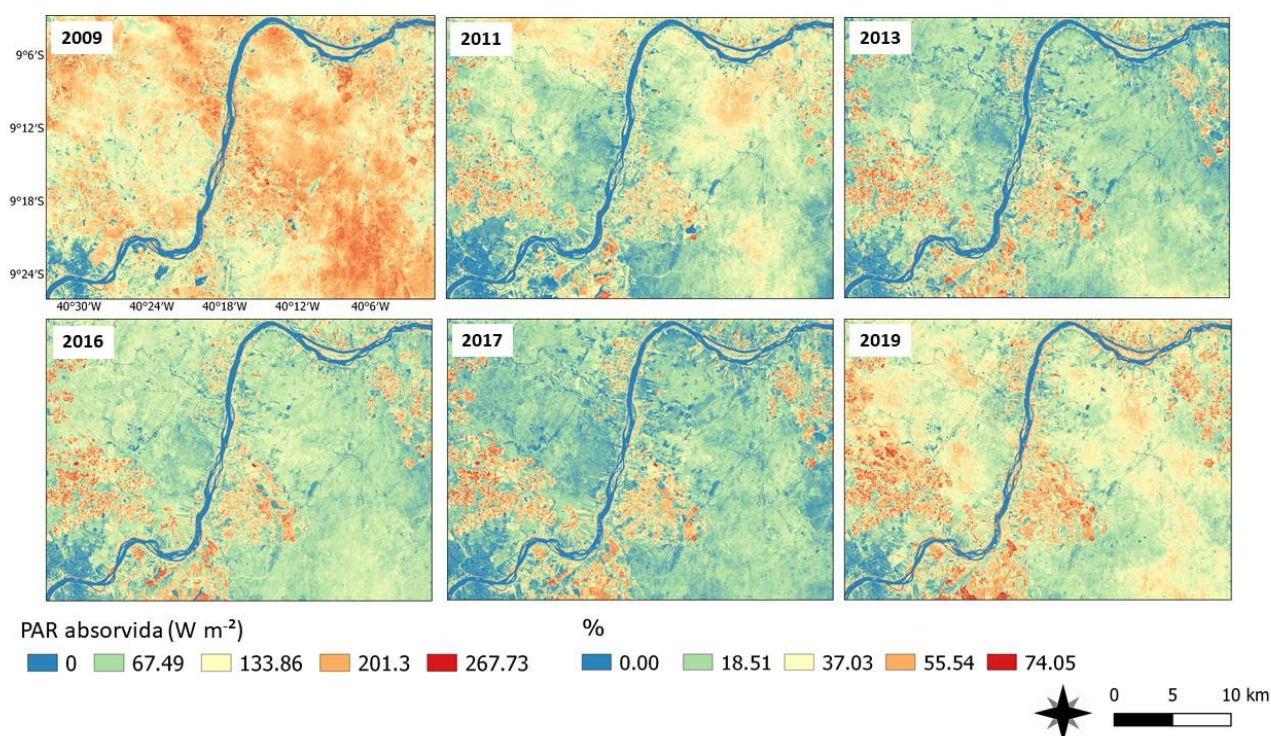 2009
2011
2013
9°6′S
9°12′S
9°18′S
9°24′S
40°30′W 40°24′W 40°18′W 40°12′W 40°6′W
2016
2017
2019
PAR absorvida (W m⁻²)
%
0 67.49 133.86 201.3 267.73
0.00 18.51 37.03 55.54 74.05
0 5 10 km